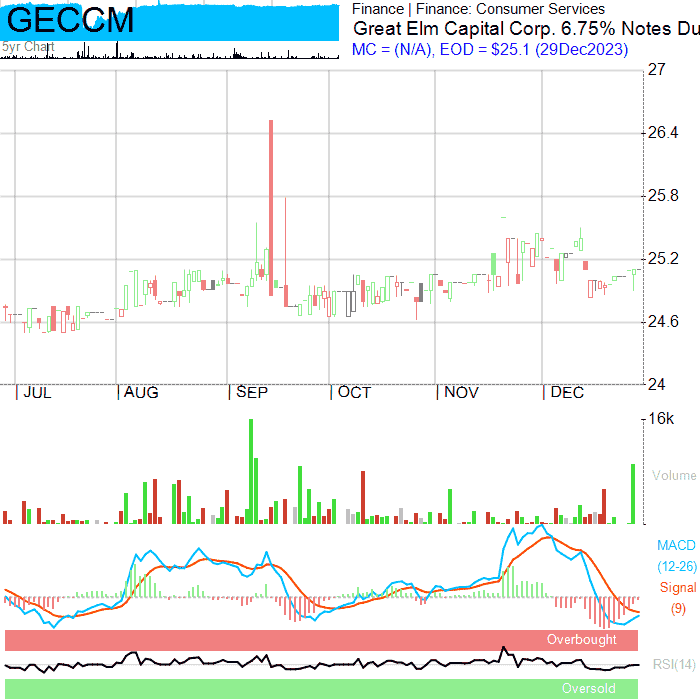 GECCM
5yr Chart
Finance | Finance: Consumer Services
Great Elm Capital Corp. 6.75% Notes Du
MC = (N/A), EOD = $25.1 (29Dec2023)
27
26.4
25.8
25.2
24.6
24
JUL
AUG
SEP
OCT
NOV
DEC
16k
Volume
MACD
(12-26)
Signal
(9)
Overbought
RSI(14)
Oversold